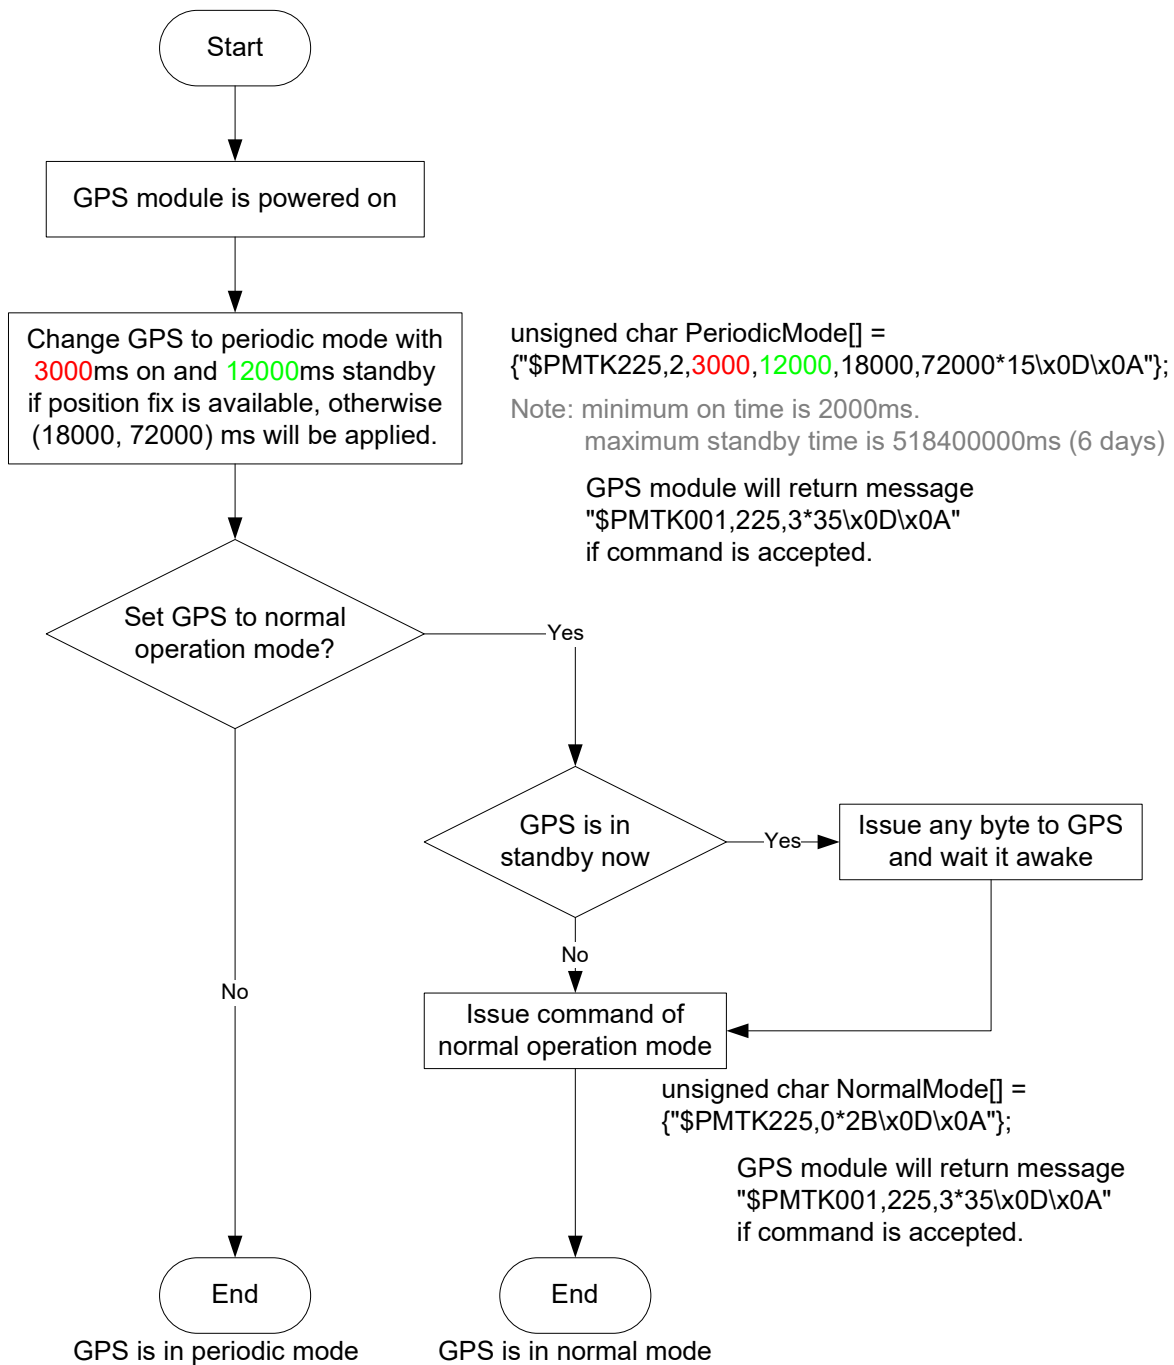 Start
GPS module is powered on
Change GPS to periodic mode with
3000ms on and 12000ms standby
if position fix is available, otherwise
(18000, 72000) ms will be applied.
unsigned char PeriodicMode[] =
{"$PMTK225,2,3000,12000,18000,72000*15\x0D\x0A"};
Note: minimum on time is 2000ms.
maximum standby time is 518400000ms (6 days)
GPS module will return message
"$PMTK001,225,3*35\x0D\x0A"
if command is accepted.
Set GPS to normal
operation mode?
Yes
GPS is in
standby now
Yes
Issue any byte to GPS
and wait it awake
No
No
Issue command of
normal operation mode
unsigned char NormalMode[] =
{"$PMTK225,0*2B\x0D\x0A"};
GPS module will return message
"$PMTK001,225,3*35\x0D\x0A"
if command is accepted.
End
GPS is in periodic mode
End
GPS is in normal mode